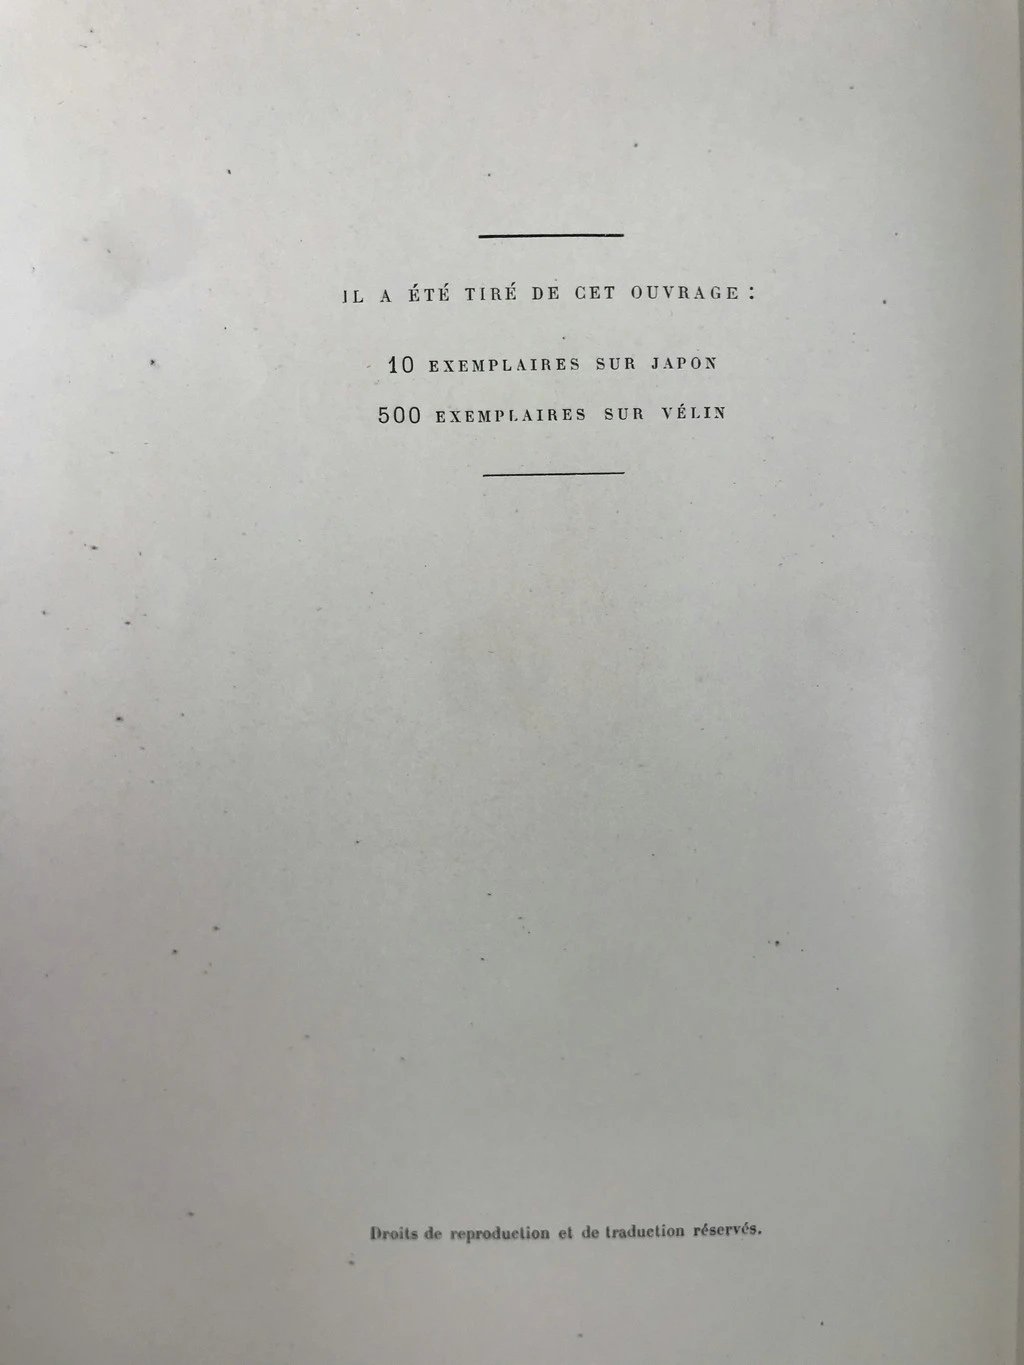 IL A ÉTÉ TIRÉ DE CET OUVRAGE :
10 EXEMPLAIRES SUR JAPON
500 EXEMPLAIRES SUR VÉLIN
Droits de reproduction et de traduction réservés.